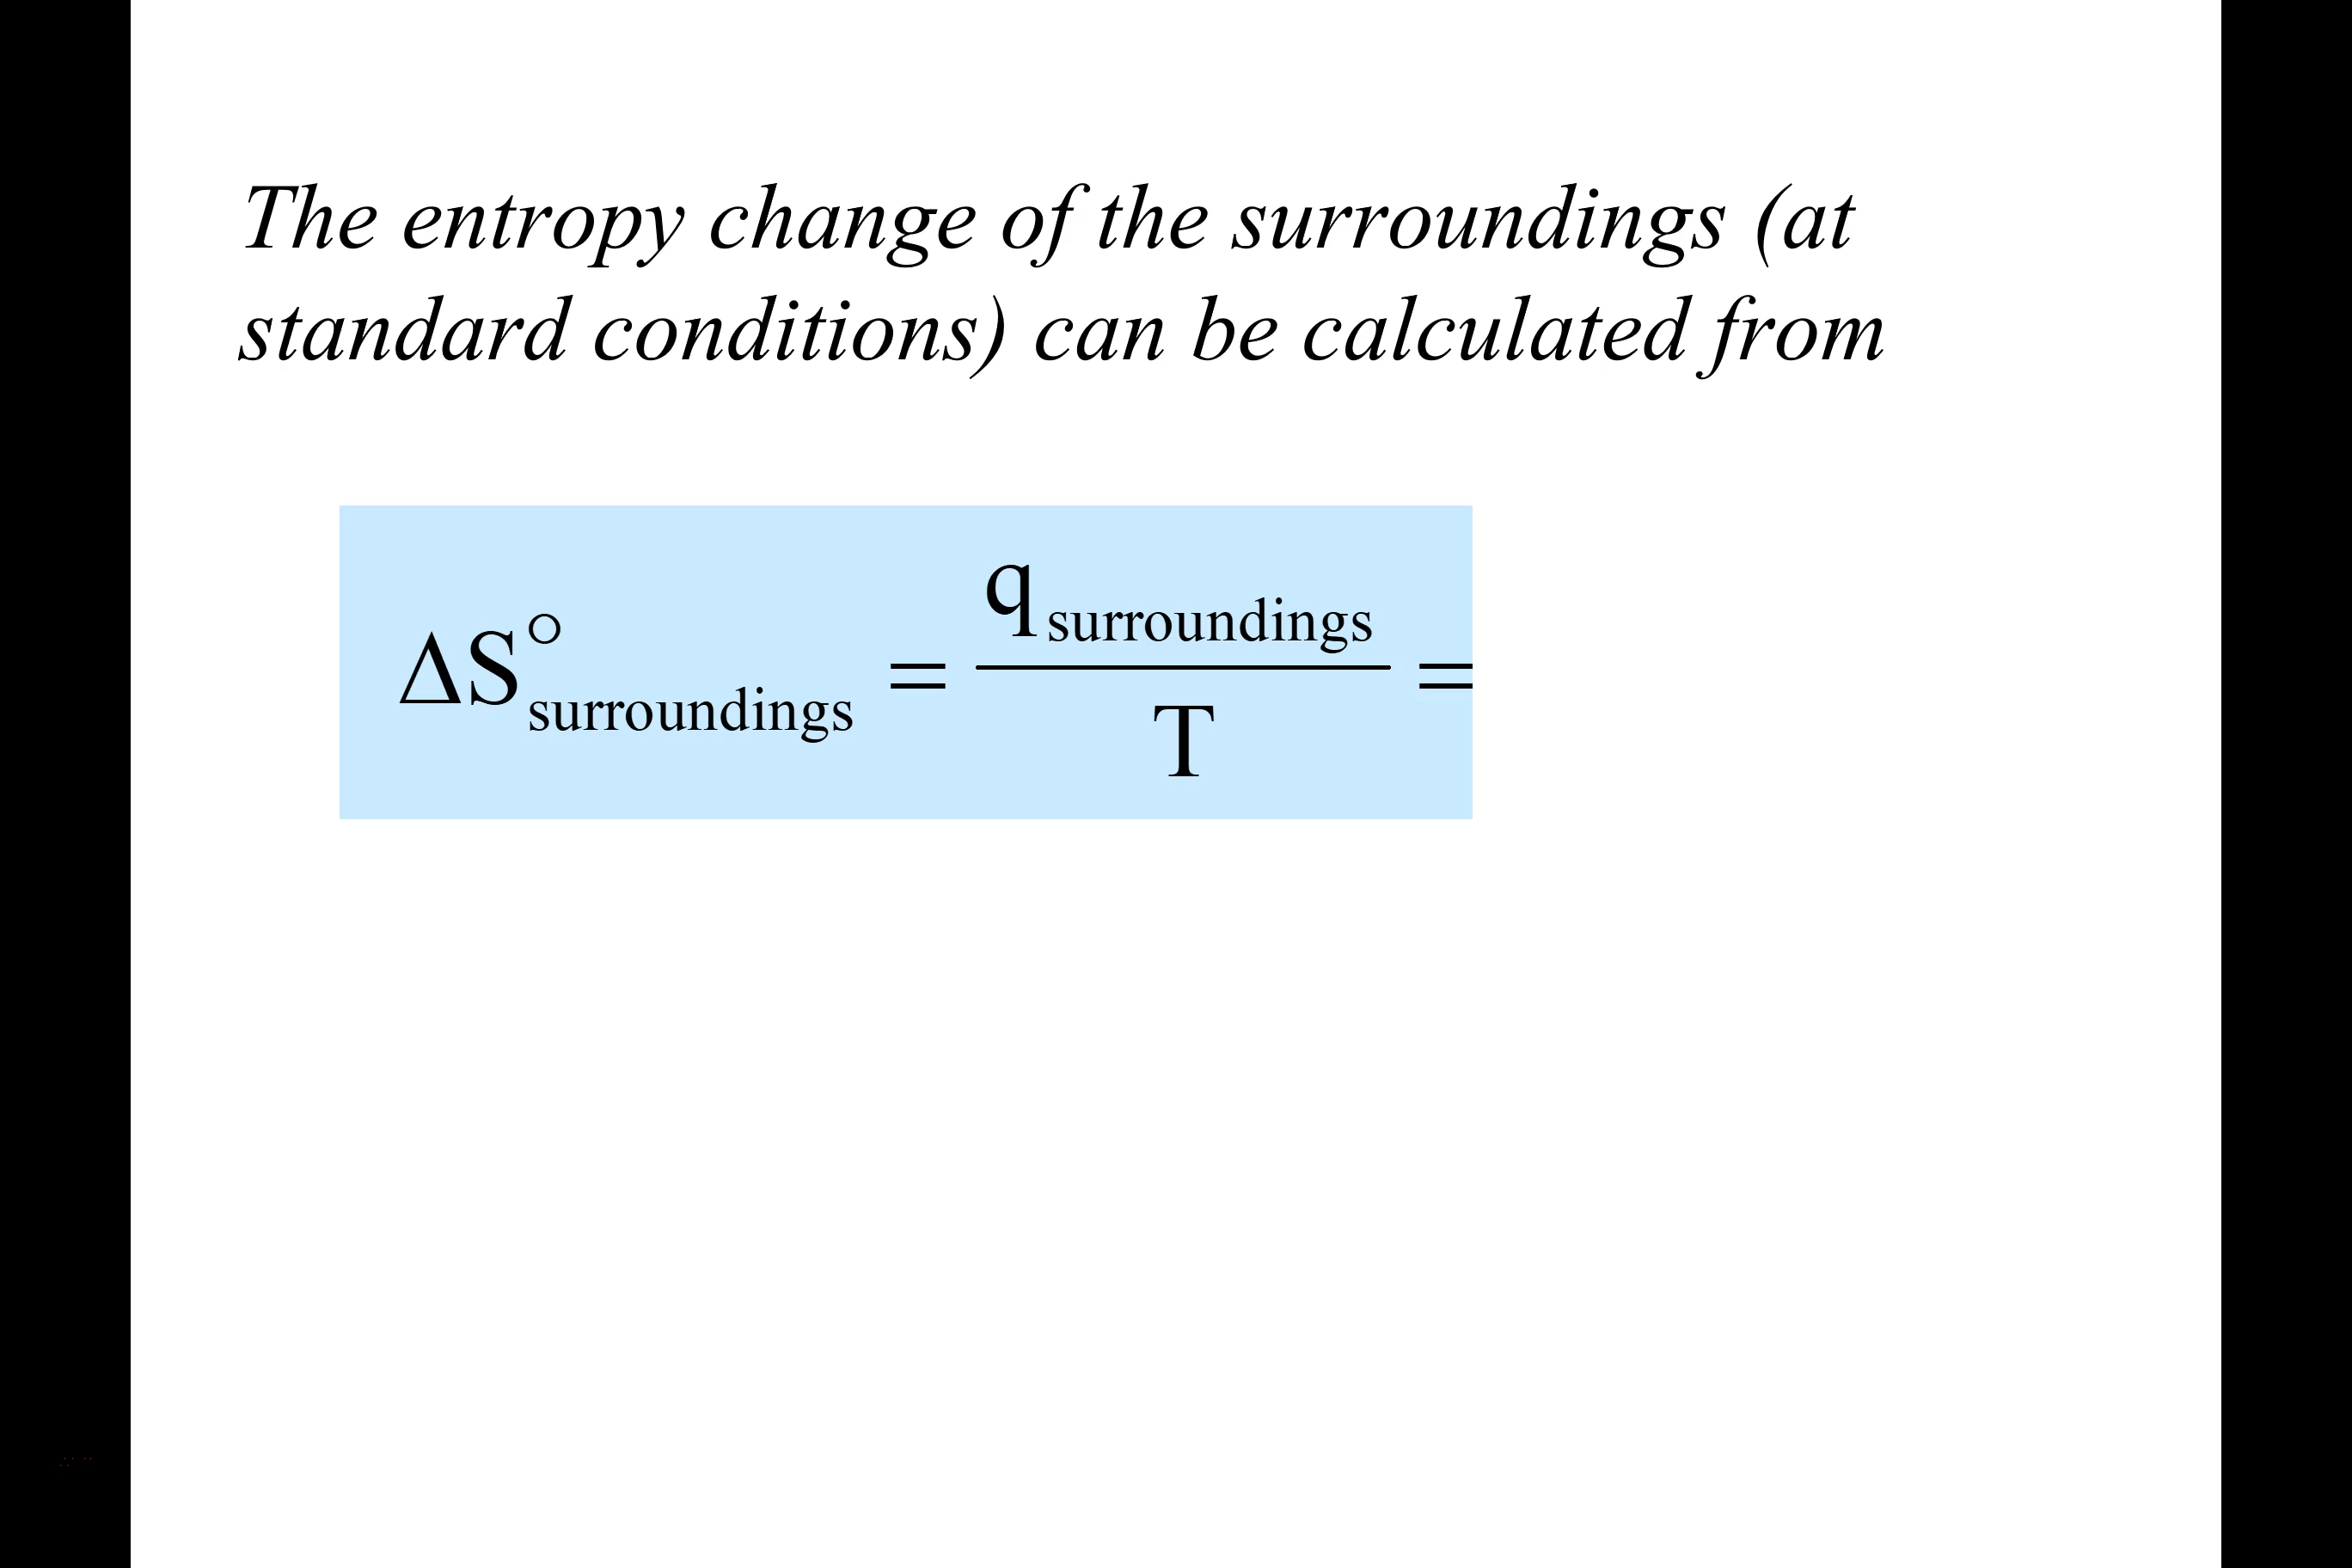 The entropy change of the surroundings (at
standard conditions) can be calculated from
ΔS°surroundings = qsurroundings / T =